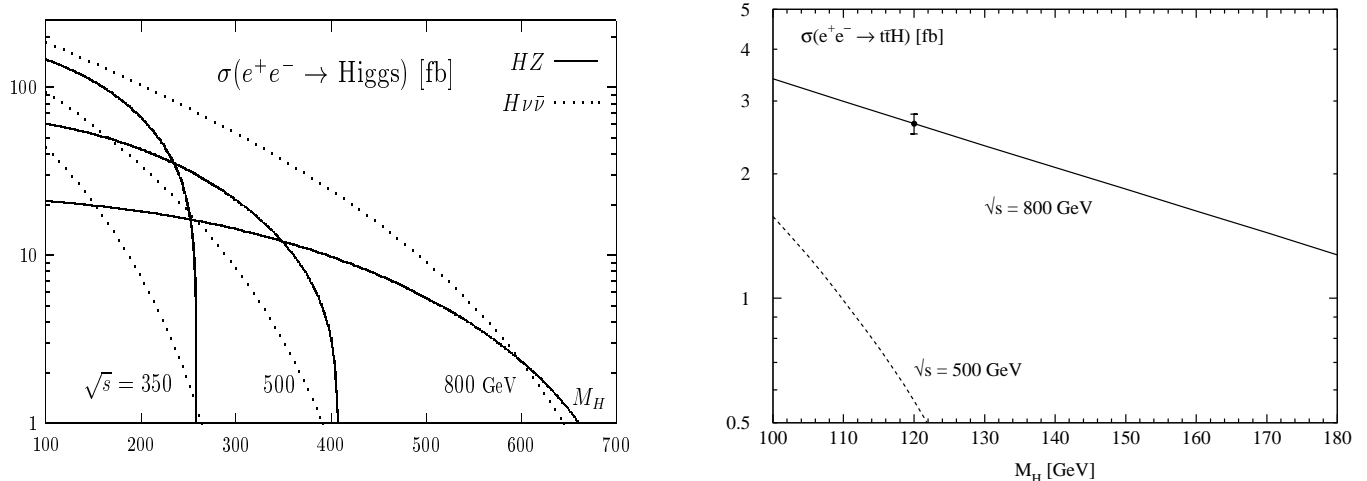 σ(e⁺e⁻ → Higgs) [fb]
HZ
Hνν̄
100
10
1
√s = 350
500
800 GeV
M_H
100 200 300 400 500 600 700
σ(e⁺e⁻ → tt̄H) [fb]
5
4
3
2
1
0.5
√s = 800 GeV
√s = 500 GeV
100 110 120 130 140 150 160 170 180
M_H [GeV]